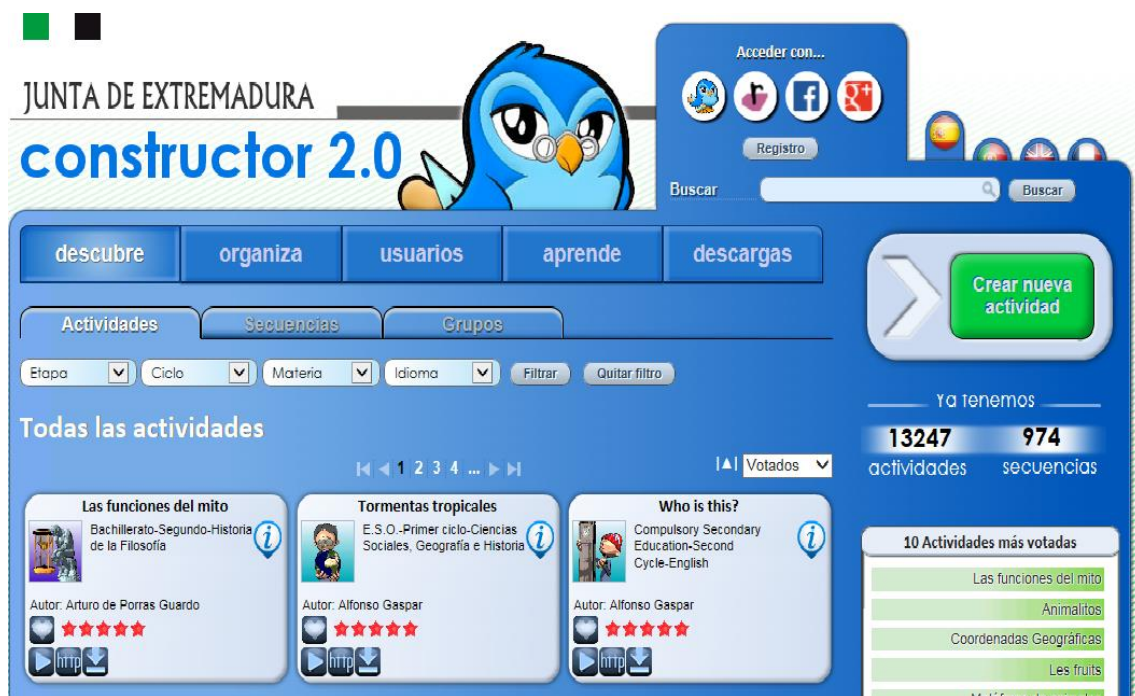 Acceder con...
JUNTA DE EXTREMADURA
constructor 2.0
Registro
Buscar
Buscar
descubre organiza usuarios aprende descargas
Crear nueva
actividad
Actividades Secuencias Grupos
Etapa Ciclo Materia Idioma Filtrar Quitar filtro
Ya tenemos
13247 974
actividades secuencias
Todas las actividades
1 2 3 4 ...
Votados
Las funciones del mito
Bachillerato-Segundo-Historia
de la Filosofía
Autor: Arturo de Porras Guardo
http
Tormentas tropicales
E.S.O.-Primer ciclo-Ciencias
Sociales, Geografía e Historia
Autor: Alfonso Gaspar
http
Who is this?
Compulsory Secondary
Education-Second
Cycle-English
Autor: Alfonso Gaspar
http
10 Actividades más votadas
Las funciones del mito
Animalitos
Coordenadas Geográficas
Les fruits